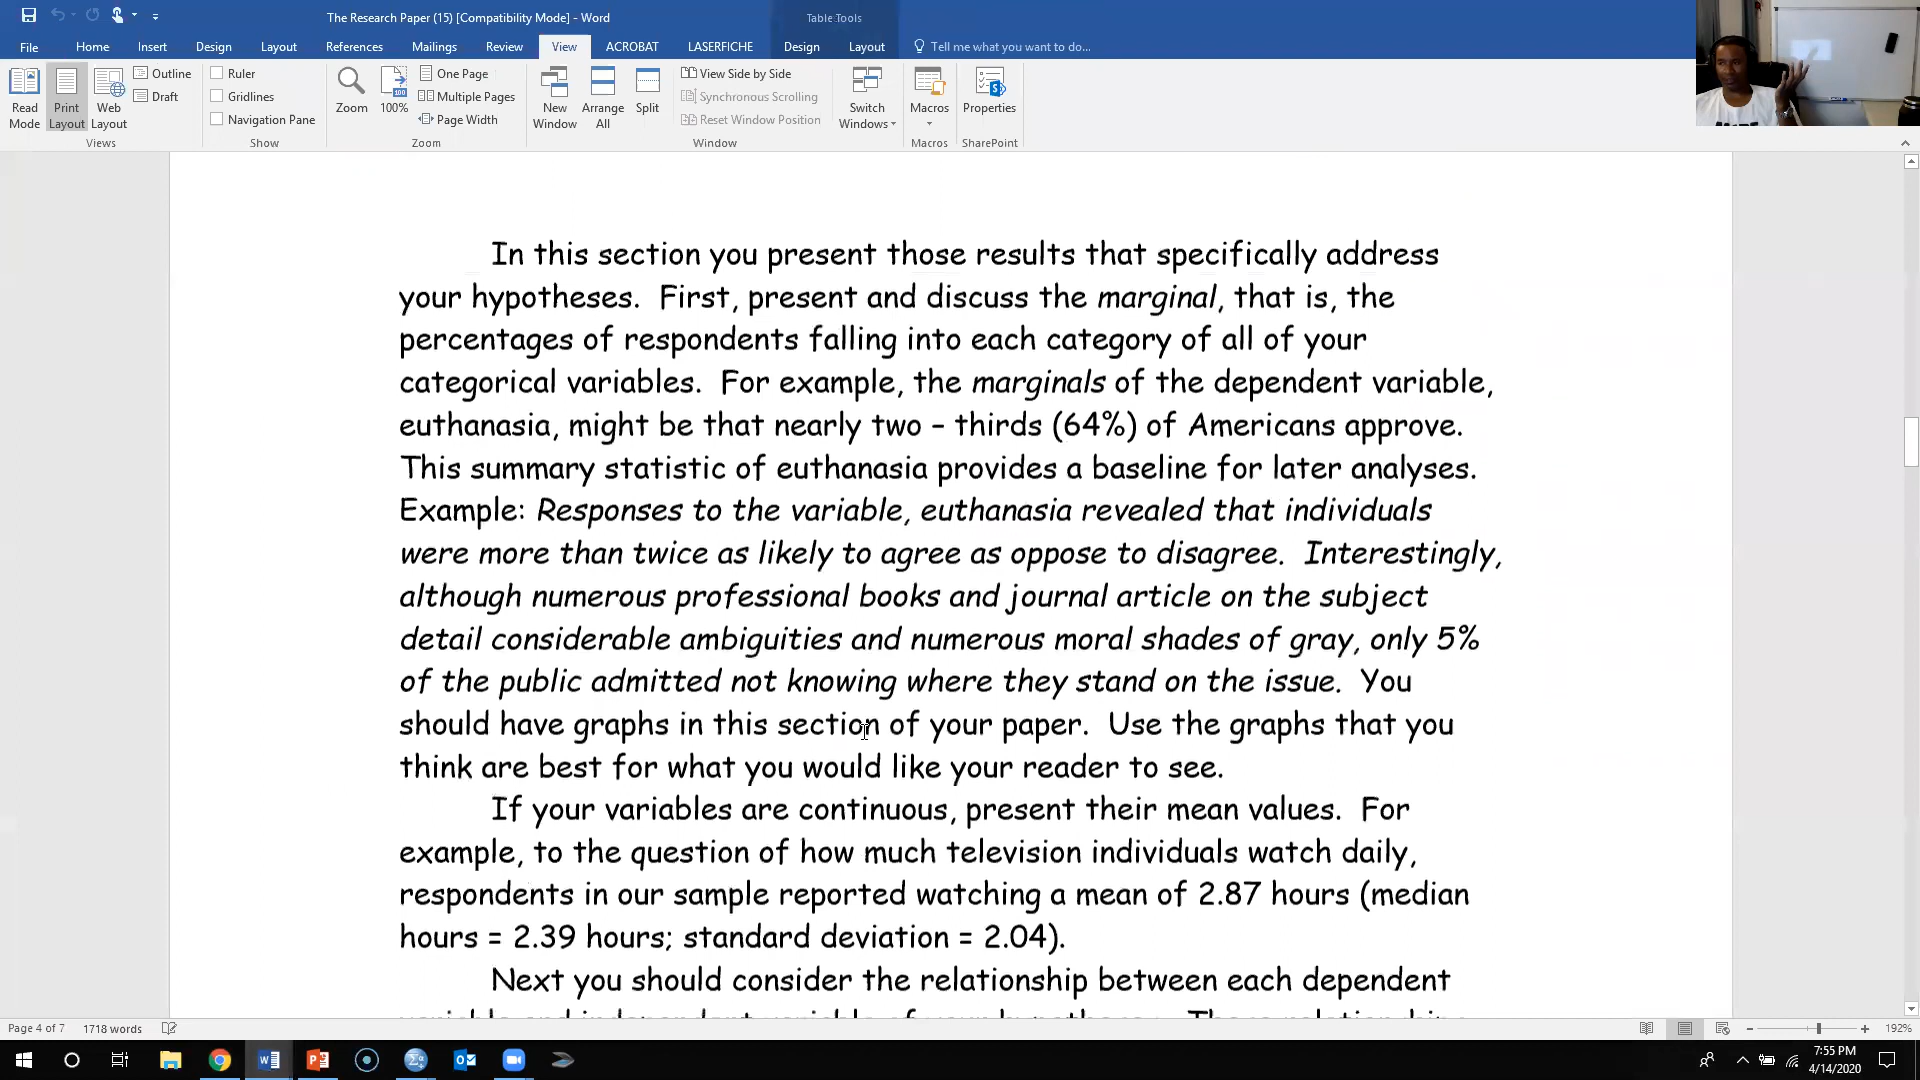 The Research Paper (15) [Compatibility Mode] - Word
Table Tools
File Home Insert Design Layout References Mailings Review View ACROBAT LASERFICHE Design Layout Tell me what you want to do...
Read Mode
Print Layout
Web Layout
Outline
Draft
Views
Ruler
Gridlines
Navigation Pane
Show
Zoom
100
100%
One Page
Multiple Pages
Page Width
Zoom
New Window
Arrange All
Split
View Side by Side
Synchronous Scrolling
Reset Window Position
Switch Windows
Window
Macros
Macros
Properties
SharePoint
In this section you present those results that specifically address
your hypotheses. First, present and discuss the marginal, that is, the
percentages of respondents falling into each category of all of your
categorical variables. For example, the marginals of the dependent variable,
euthanasia, might be that nearly two – thirds (64%) of Americans approve.
This summary statistic of euthanasia provides a baseline for later analyses.
Example: Responses to the variable, euthanasia revealed that individuals
were more than twice as likely to agree as oppose to disagree. Interestingly,
although numerous professional books and journal article on the subject
detail considerable ambiguities and numerous moral shades of gray, only 5%
of the public admitted not knowing where they stand on the issue. You
should have graphs in this section of your paper. Use the graphs that you
think are best for what you would like your reader to see.
If your variables are continuous, present their mean values. For
example, to the question of how much television individuals watch daily,
respondents in our sample reported watching a mean of 2.87 hours (median
hours = 2.39 hours; standard deviation = 2.04).
Next you should consider the relationship between each dependent
Page 4 of 7 1718 words
192%
7:55 PM
4/14/2020